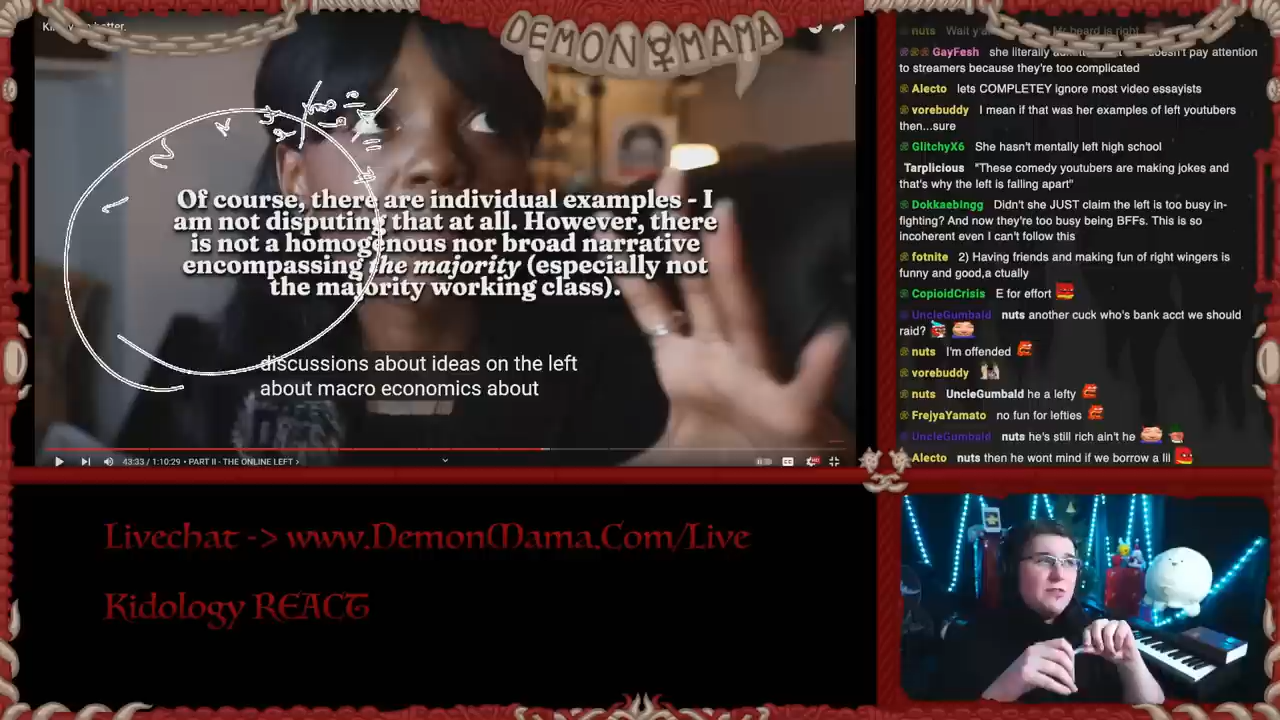 DEMON MAMA
Of course, there are individual examples - I
am not disputing that at all. However, there
is not a homogenous nor broad narrative
encompassing the majority (especially not
the majority working class).
discussions about ideas on the left
about macro economics about
43:33 / 1:10:29 • PART II - THE ONLINE LEFT ›
Livechat -> www.DemonMama.Com/Live
Kidology REACT
nuts Wait is right
GayFesh she literally doesn't pay attention
to streamers because they're too complicated
Alecto lets COMPLETEY ignore most video essayists
vorebuddy I mean if that was her examples of left youtubers
then...sure
GlitchyX6 She hasn't mentally left high school
Tarplicious "These comedy youtubers are making jokes and
that's why the left is falling apart"
Dokkaebingg Didn't she JUST claim the left is too busy in-
fighting? And now they're too busy being BFFs. This is so
incoherent even I can't follow this
fotnite 2) Having friends and making fun of right wingers is
funny and good,a ctually
CopioidCrisis E for effort
UncleGumbald nuts another cuck who's bank acct we should
raid?
nuts I'm offended
vorebuddy
nuts UncleGumbald he a lefty
FrejyaYamato no fun for lefties
UncleGumbald nuts he's still rich ain't he
Alecto nuts then he wont mind if we borrow a lil